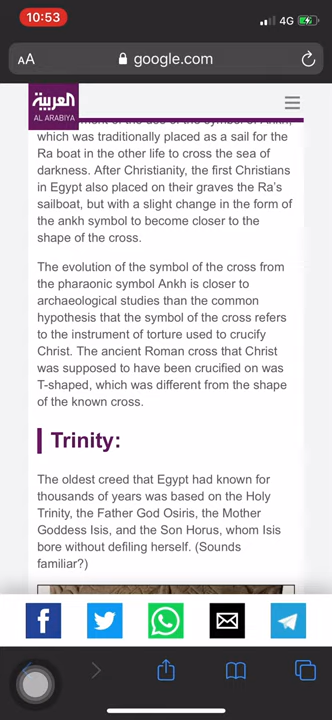 10:53
4G
AA
google.com
العربية
AL ARABIYA
which was traditionally placed as a sail for the
Ra boat in the other life to cross the sea of
darkness. After Christianity, the first Christians
in Egypt also placed on their graves the Ra's
sailboat, but with a slight change in the form of
the ankh symbol to become closer to the
shape of the cross.
The evolution of the symbol of the cross from
the pharaonic symbol Ankh is closer to
archaeological studies than the common
hypothesis that the symbol of the cross refers
to the instrument of torture used to crucify
Christ. The ancient Roman cross that Christ
was supposed to have been crucified on was
T-shaped, which was different from the shape
of the known cross.
Trinity:
The oldest creed that Egypt had known for
thousands of years was based on the Holy
Trinity, the Father God Osiris, the Mother
Goddess Isis, and the Son Horus, whom Isis
bore without defiling herself. (Sounds
familiar?)